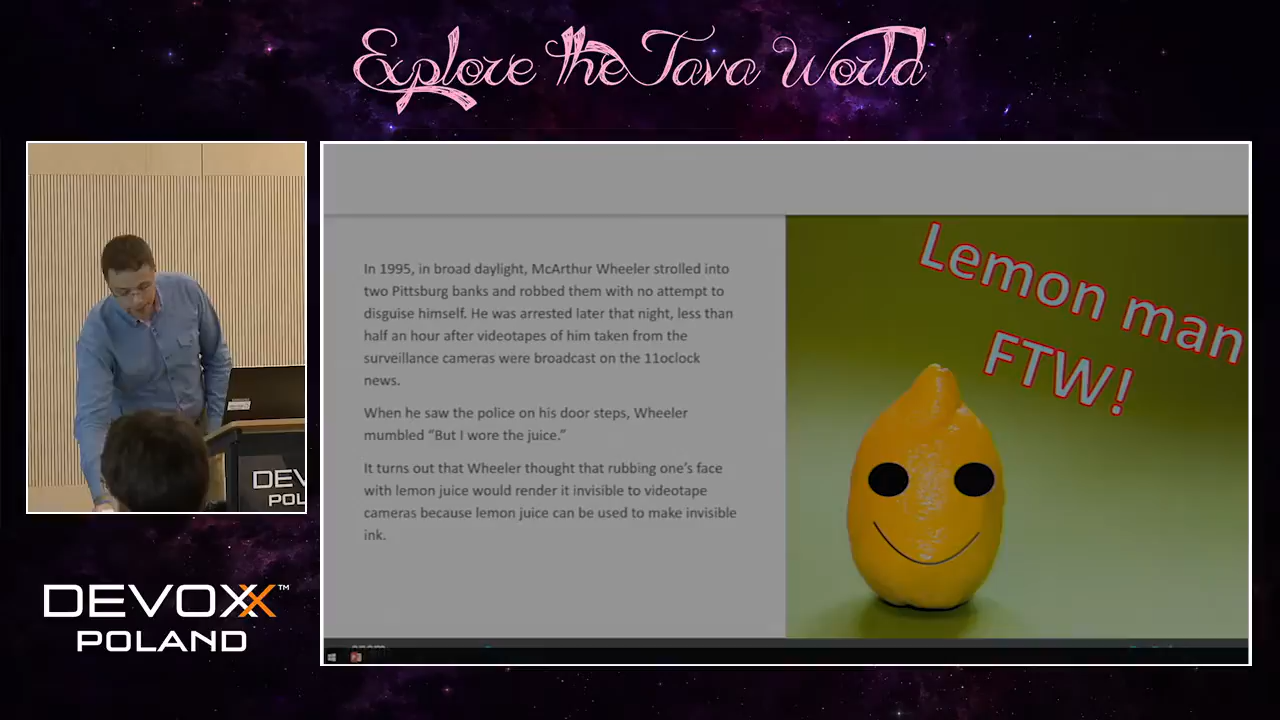 Explore the Java World
In 1995, in broad daylight, McArthur Wheeler strolled into
two Pittsburg banks and robbed them with no attempt to
disguise himself. He was arrested later that night, less than
half an hour after videotapes of him taken from the
surveillance cameras were broadcast on the 11oclock
news.
When he saw the police on his door steps, Wheeler
mumbled “But I wore the juice.”
It turns out that Wheeler thought that rubbing one’s face
with lemon juice would render it invisible to videotape
cameras because lemon juice can be used to make invisible
ink.
Lemon man
FTW!
DEV
POL
DEVOXX™
POLAND